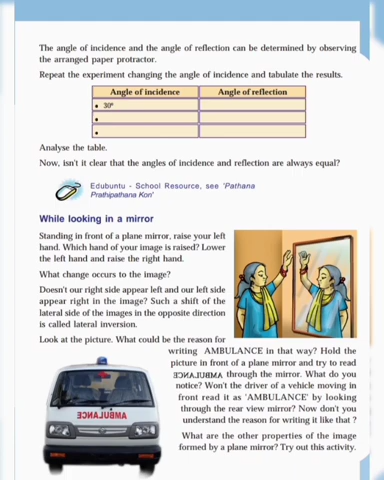 The angle of incidence and the angle of reflection can be determined by observing
the arranged paper protractor.
Repeat the experiment changing the angle of incidence and tabulate the results.
Angle of incidence Angle of reflection
• 30°
•
•
Analyse the table.
Now, isn't it clear that the angles of incidence and reflection are always equal?
Edubuntu - School Resource, see 'Pathana
Prathipathana Kon'
While looking in a mirror
Standing in front of a plane mirror, raise your left
hand. Which hand of your image is raised? Lower
the left hand and raise the right hand.
What change occurs to the image?
Doesn't our right side appear left and our left side
appear right in the image? Such a shift of the
lateral side of the images in the opposite direction
is called lateral inversion.
Look at the picture. What could be the reason for
writing AMBULANCE in that way? Hold the
picture in front of a plane mirror and try to read
AMBULANCE through the mirror. What do you
notice? Won't the driver of a vehicle moving in
front read it as 'AMBULANCE' by looking
through the rear view mirror? Now don't you
understand the reason for writing it like that ?
What are the other properties of the image
formed by a plane mirror? Try out this activity.
AMBULANCE